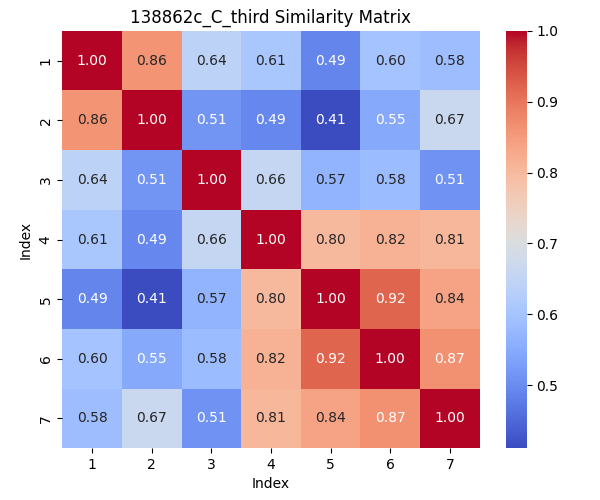 138862c_C_third Similarity Matrix
1 1.00 0.86 0.64 0.61 0.49 0.60 0.58
2 0.86 1.00 0.51 0.49 0.41 0.55 0.67
3 0.64 0.51 1.00 0.66 0.57 0.58 0.51
4 0.61 0.49 0.66 1.00 0.80 0.82 0.81
5 0.49 0.41 0.57 0.80 1.00 0.92 0.84
6 0.60 0.55 0.58 0.82 0.92 1.00 0.87
7 0.58 0.67 0.51 0.81 0.84 0.87 1.00
1 2 3 4 5 6 7
Index
Index
1.0
0.9
0.8
0.7
0.6
0.5